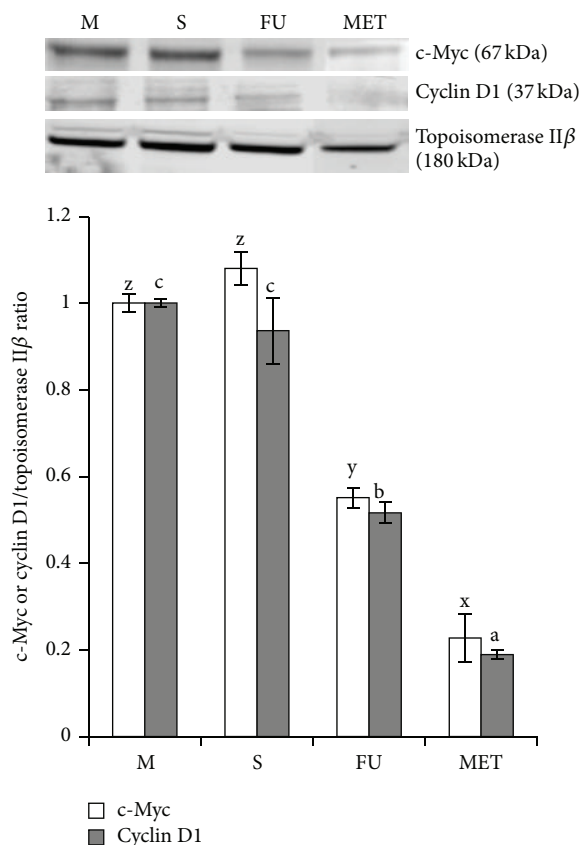 M S FU MET
c-Myc (67 kDa)
Cyclin D1 (37 kDa)
Topoisomerase IIβ
(180 kDa)
1.2
1
0.8
0.6
0.4
0.2
0
c-Myc or cyclin D1/topoisomerase IIβ ratio
z c
z c
y b
x a
M S FU MET
c-Myc
Cyclin D1